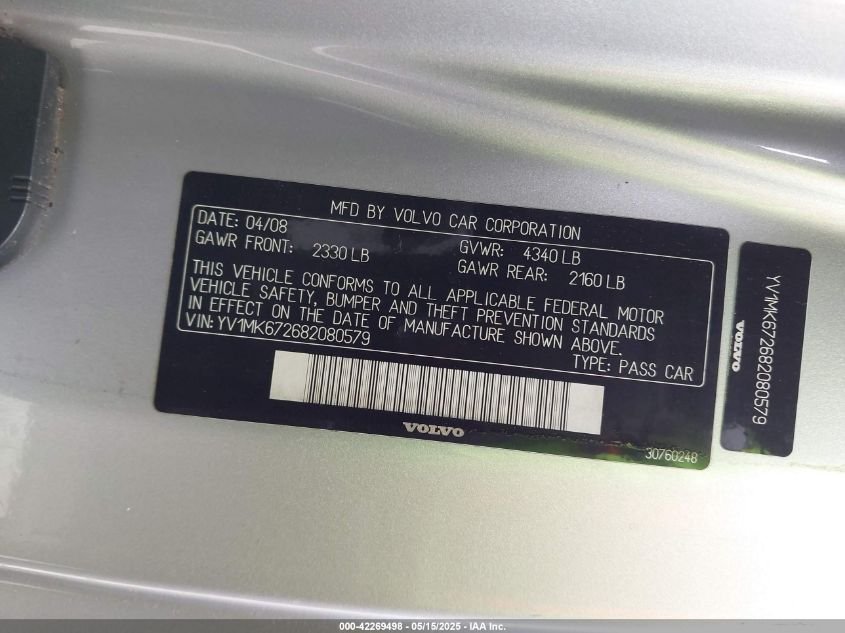 MFD BY VOLVO CAR CORPORATION
DATE: 04/08
GVWR: 4340 LB
GAWR FRONT: 2330 LB
GAWR REAR: 2160 LB
THIS VEHICLE CONFORMS TO ALL APPLICABLE FEDERAL MOTOR
VEHICLE SAFETY, BUMPER AND THEFT PREVENTION STANDARDS
IN EFFECT ON THE DATE OF MANUFACTURE SHOWN ABOVE.
VIN: YV1MK672682080579
TYPE: PASS CAR
VOLVO
30760248
YV1MK672682080579
VOLVO
000-42269498 - 05/15/2025 - IAA Inc.